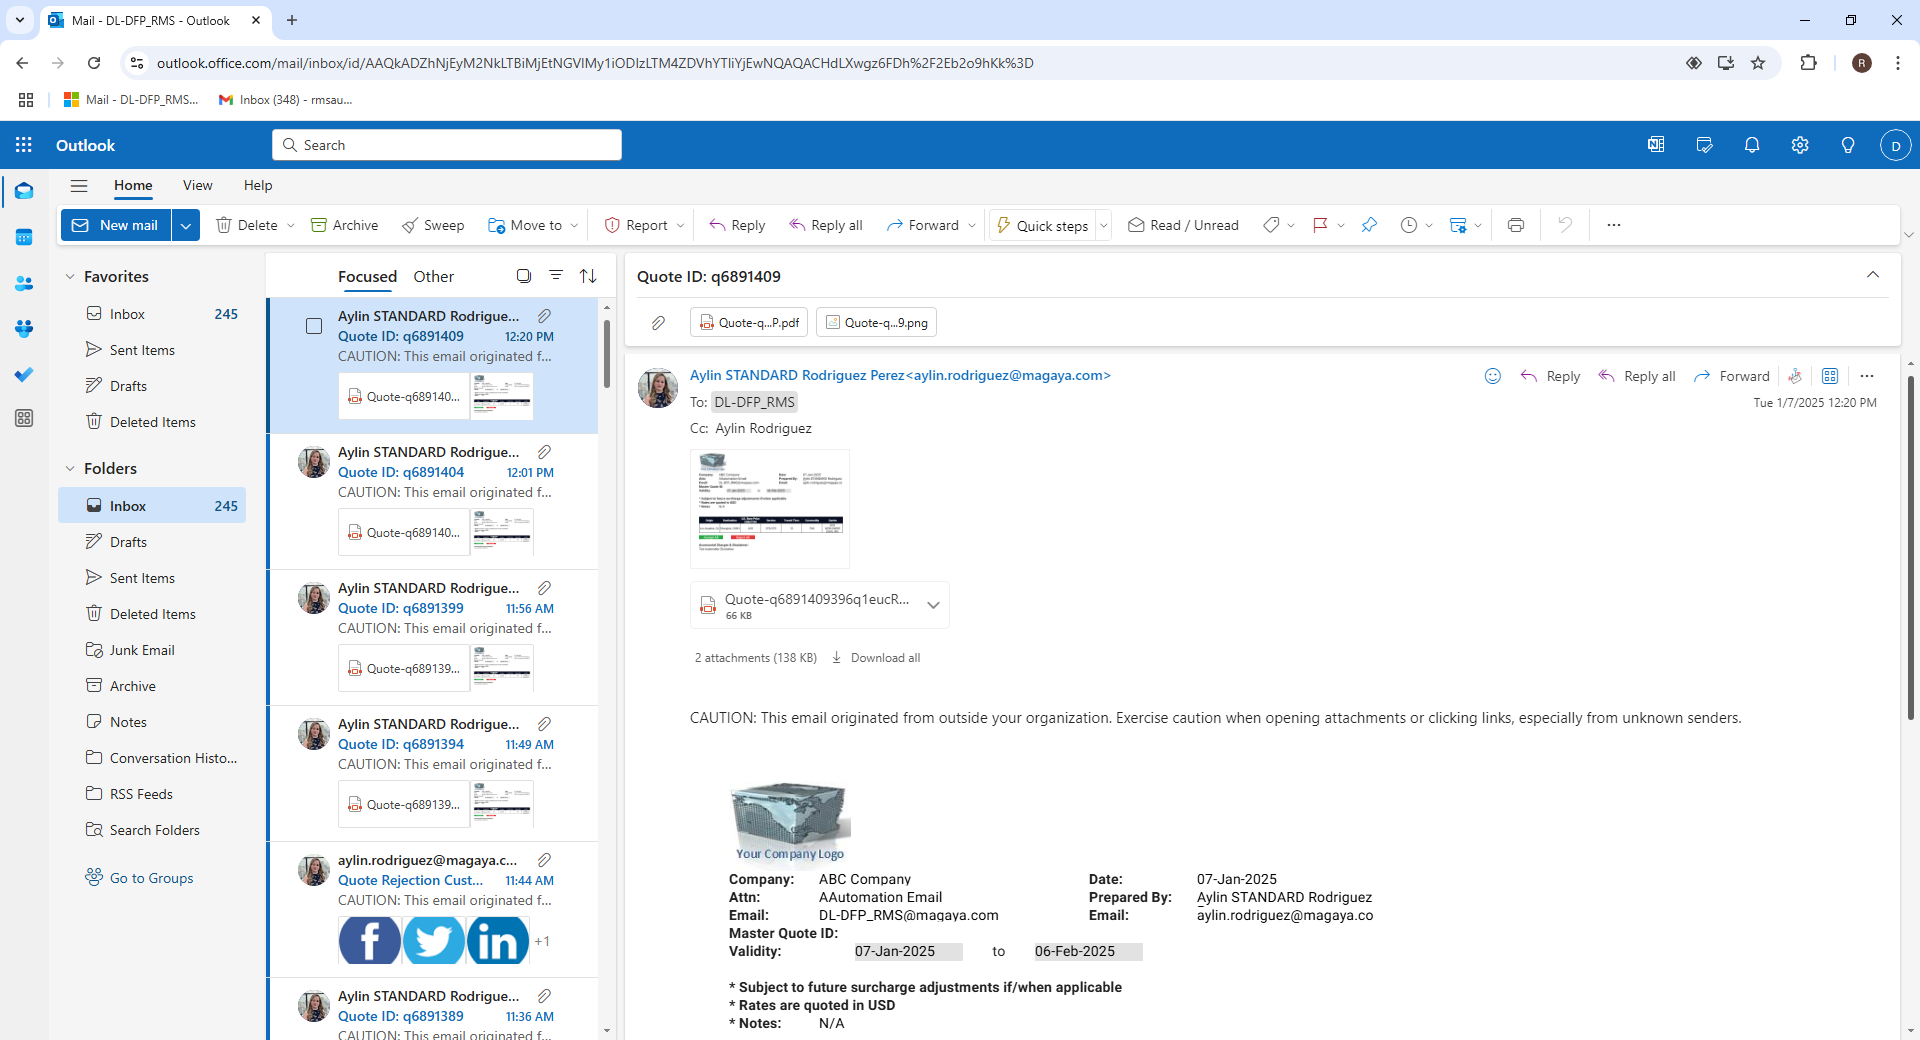 Mail - DL-DFP_RMS - Outlook
outlook.office.com/mail/inbox/id/AAQkADZhNjEyM2NkLTBiMjEtNGVlMy1iODIzLTM4ZDVhYTIiYjEwNQAQACHdLXwgz6FDh%2F2Eb2o9hKk%3D
R
Mail - DL-DFP_RMS...
Inbox (348) - rmsau...
Outlook
Search
D
Home
View
Help
New mail
Delete
Archive
Sweep
Move to
Report
Reply
Reply all
Forward
Quick steps
Read / Unread
Favorites
Inbox 245
Sent Items
Drafts
Deleted Items
Folders
Inbox 245
Drafts
Sent Items
Deleted Items
Junk Email
Archive
Notes
Conversation Histo...
RSS Feeds
Search Folders
Go to Groups
Focused
Other
Aylin STANDARD Rodrigue...
Quote ID: q6891409 12:20 PM
CAUTION: This email originated f...
Quote-q689140...
Aylin STANDARD Rodrigue...
Quote ID: q6891404 12:01 PM
CAUTION: This email originated f...
Quote-q689140...
Aylin STANDARD Rodrigue...
Quote ID: q6891399 11:56 AM
CAUTION: This email originated f...
Quote-q689139...
Aylin STANDARD Rodrigue...
Quote ID: q6891394 11:49 AM
CAUTION: This email originated f...
Quote-q689139...
aylin.rodriguez@magaya.c...
Quote Rejection Cust... 11:44 AM
CAUTION: This email originated f...
+1
Aylin STANDARD Rodrigue...
Quote ID: q6891389 11:36 AM
CAUTION: This email originated f...
Quote ID: q6891409
Quote-q...P.pdf
Quote-q...9.png
Aylin STANDARD Rodriguez Perez<aylin.rodriguez@magaya.com>
Reply
Reply all
Forward
To: DL-DFP_RMS
Tue 1/7/2025 12:20 PM
Cc: Aylin Rodriguez
Quote-q6891409396q1eucR...
66 KB
2 attachments (138 KB)
Download all
CAUTION: This email originated from outside your organization. Exercise caution when opening attachments or clicking links, especially from unknown senders.
Your Company Logo
Company: ABC Company Date: 07-Jan-2025
Attn: AAutomation Email Prepared By: Aylin STANDARD Rodriguez
Email: DL-DFP_RMS@magaya.com Email: aylin.rodriguez@magaya.co
Master Quote ID:
Validity: 07-Jan-2025 to 06-Feb-2025
* Subject to future surcharge adjustments if/when applicable
* Rates are quoted in USD
* Notes: N/A